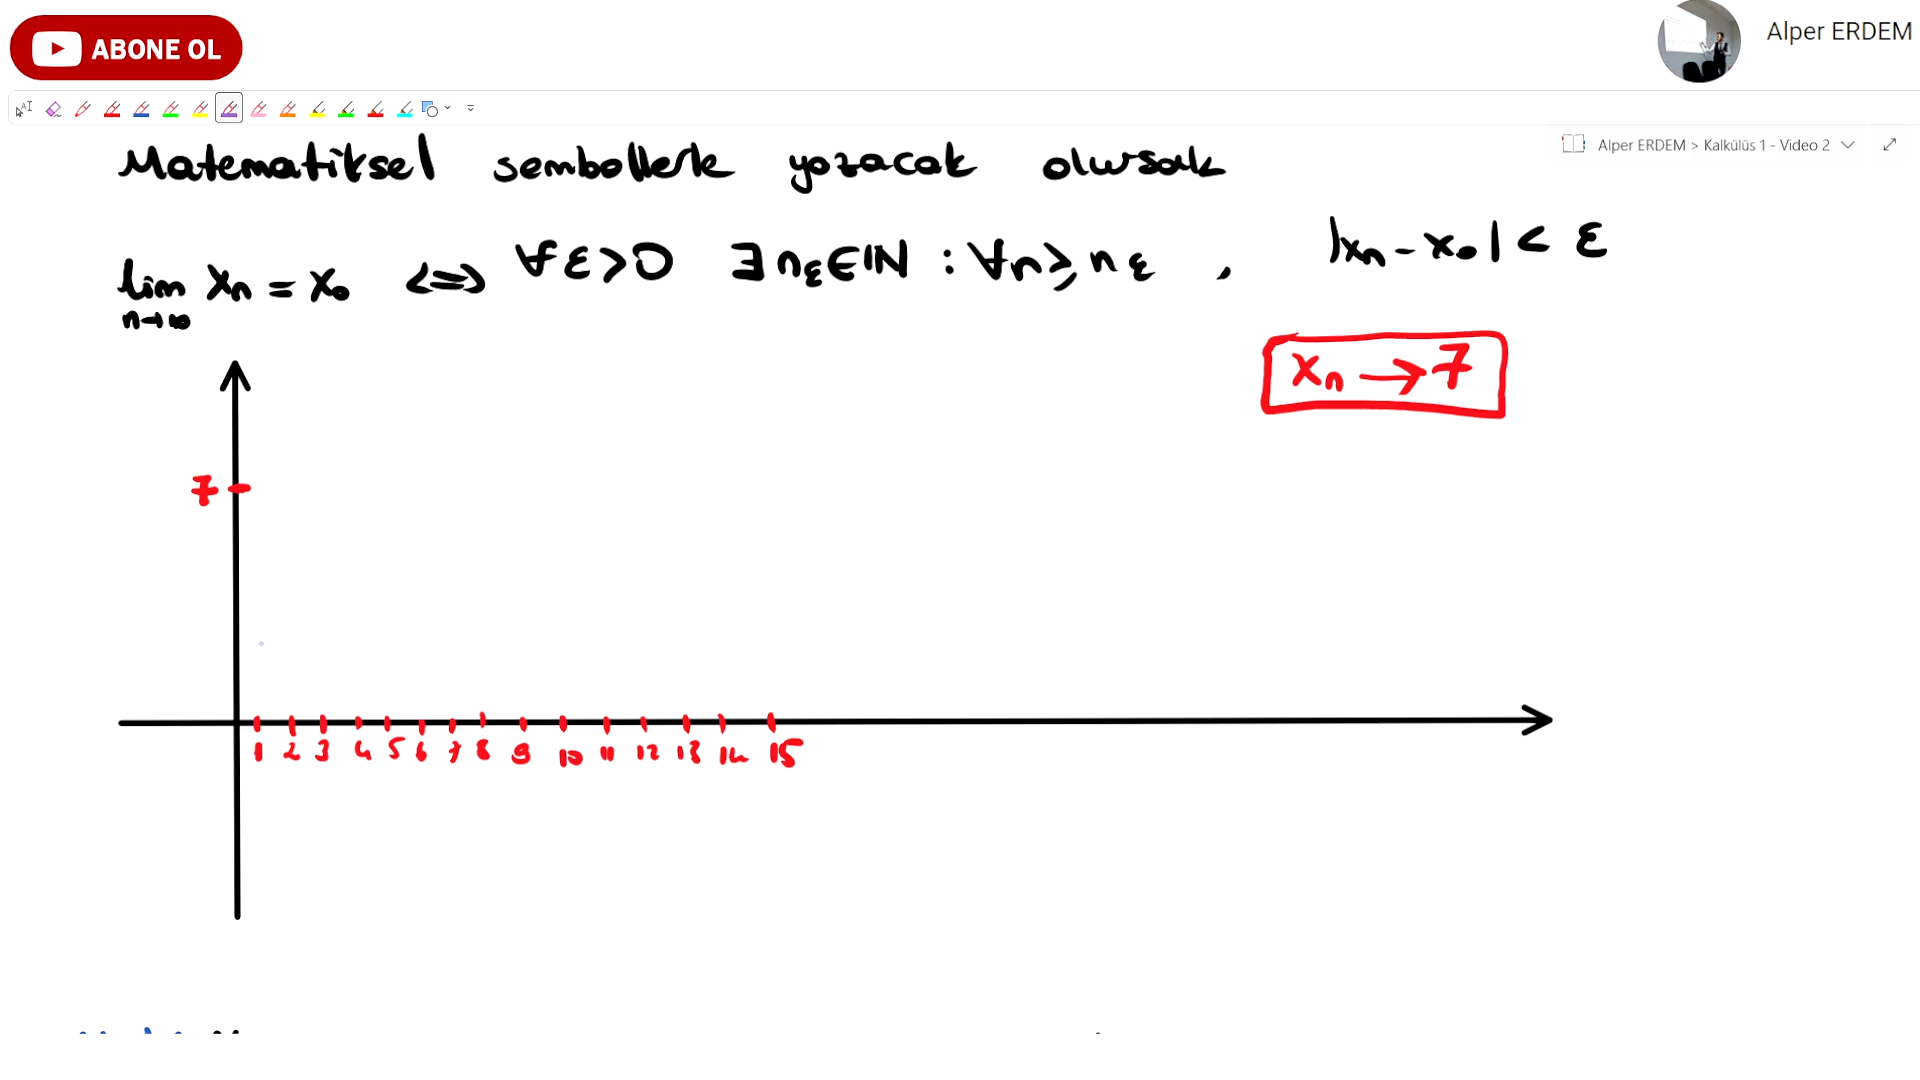 ABONE OL
Alper ERDEM
Alper ERDEM > Kalkülüs 1 - Video 2
Matematiksel sembollerle yazacak olursak
lim xₙ = x₀ ⇔ ∀ε>0 ∃n_ε∈ℕ : ∀n≥n_ε , |xₙ - x₀| < ε
n→∞
xₙ → 7
7
1 2 3 4 5 6 7 8 9 10 11 12 13 14 15